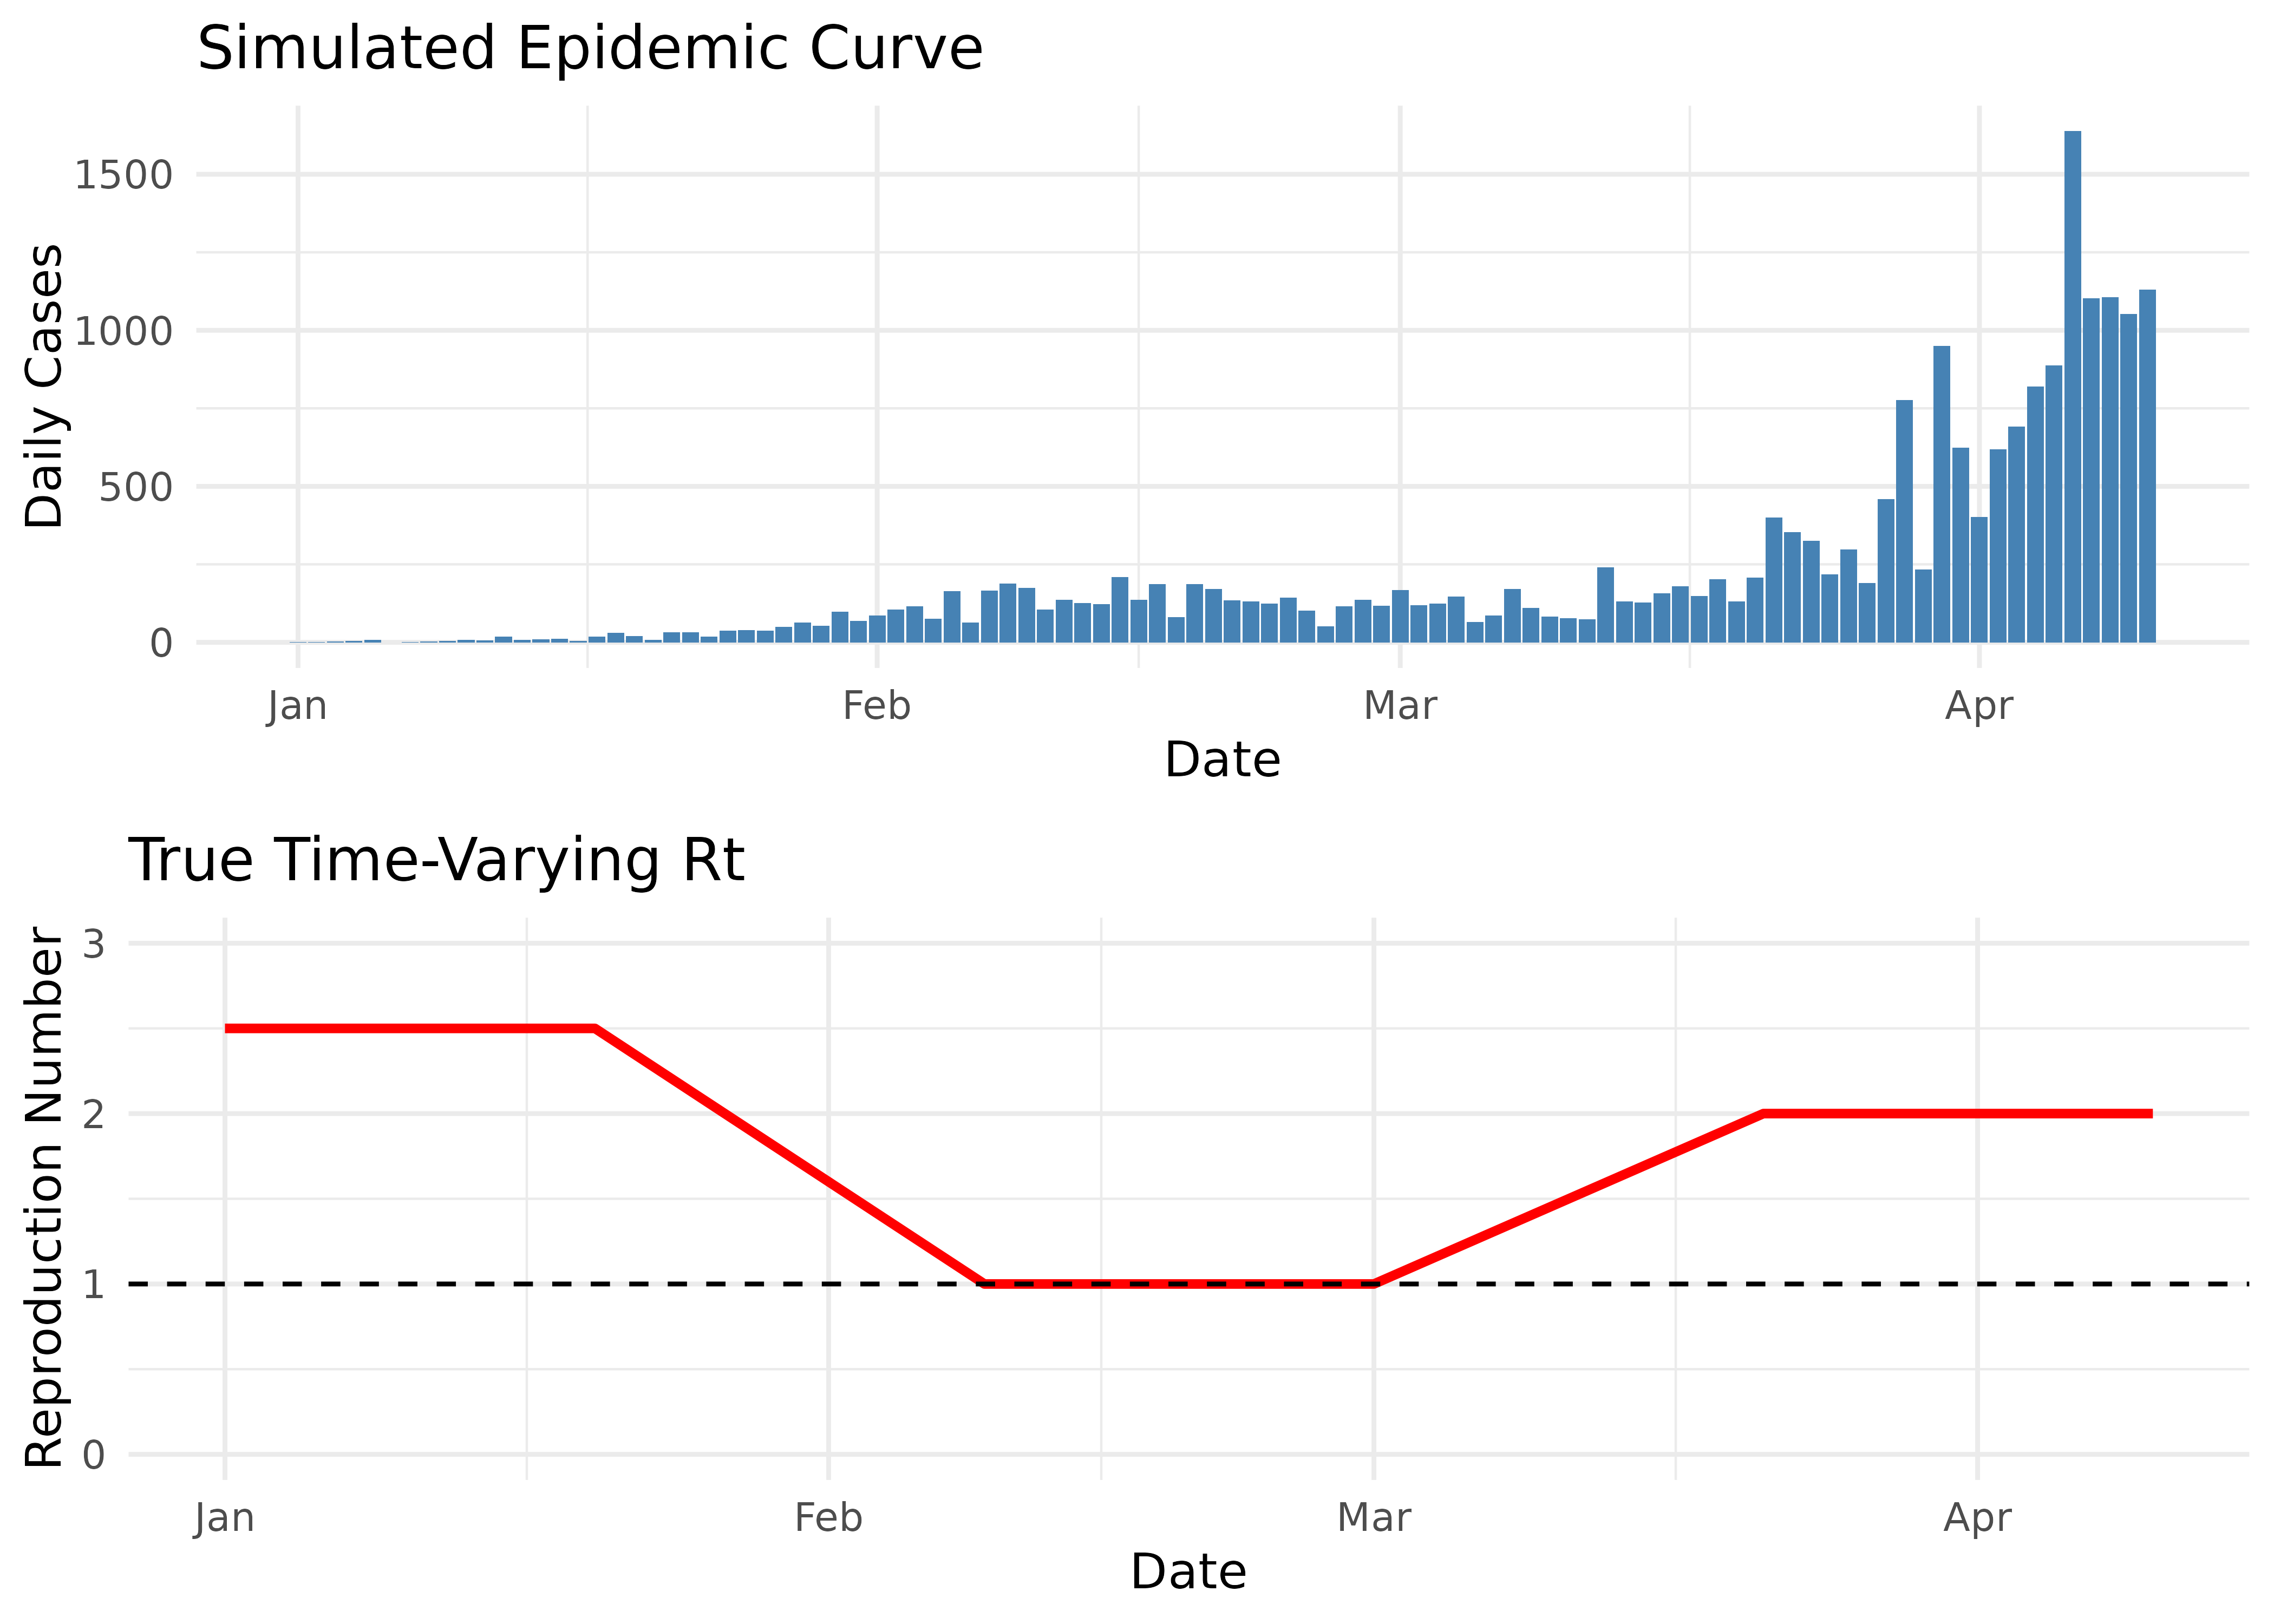 Simulated Epidemic Curve
Daily Cases
1500
1000
500
0
Jan Feb Mar Apr
Date
True Time-Varying Rt
Reproduction Number
3
2
1
0
Jan Feb Mar Apr
Date